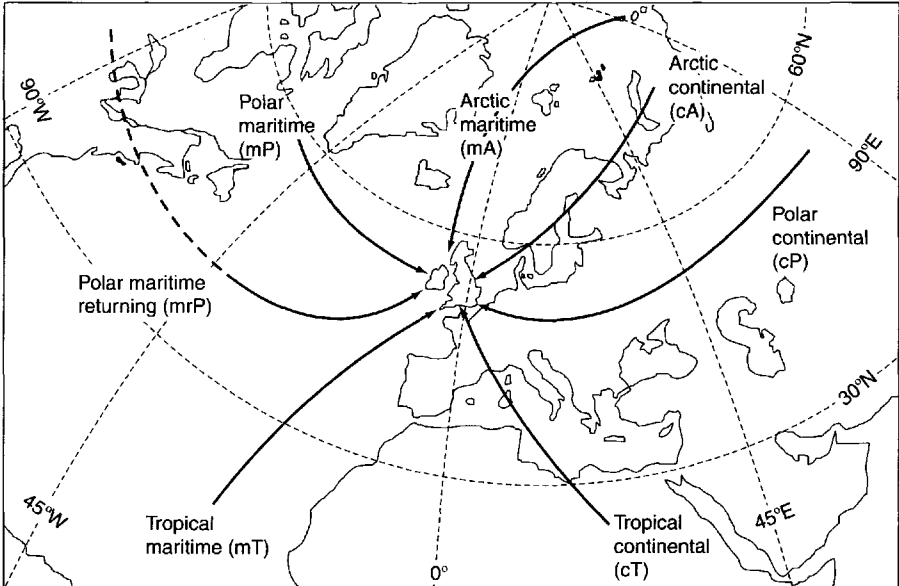 0°
60°N
90°W
Arctic
continental
(cA)
Polar
maritime
(mP)
Arctic
maritime
(mA)
90°E
Polar
continental
(cP)
Polar maritime
returning (mrP)
30°N
45°W
Tropical
maritime (mT)
Tropical
continental
(cT)
45°E
0°